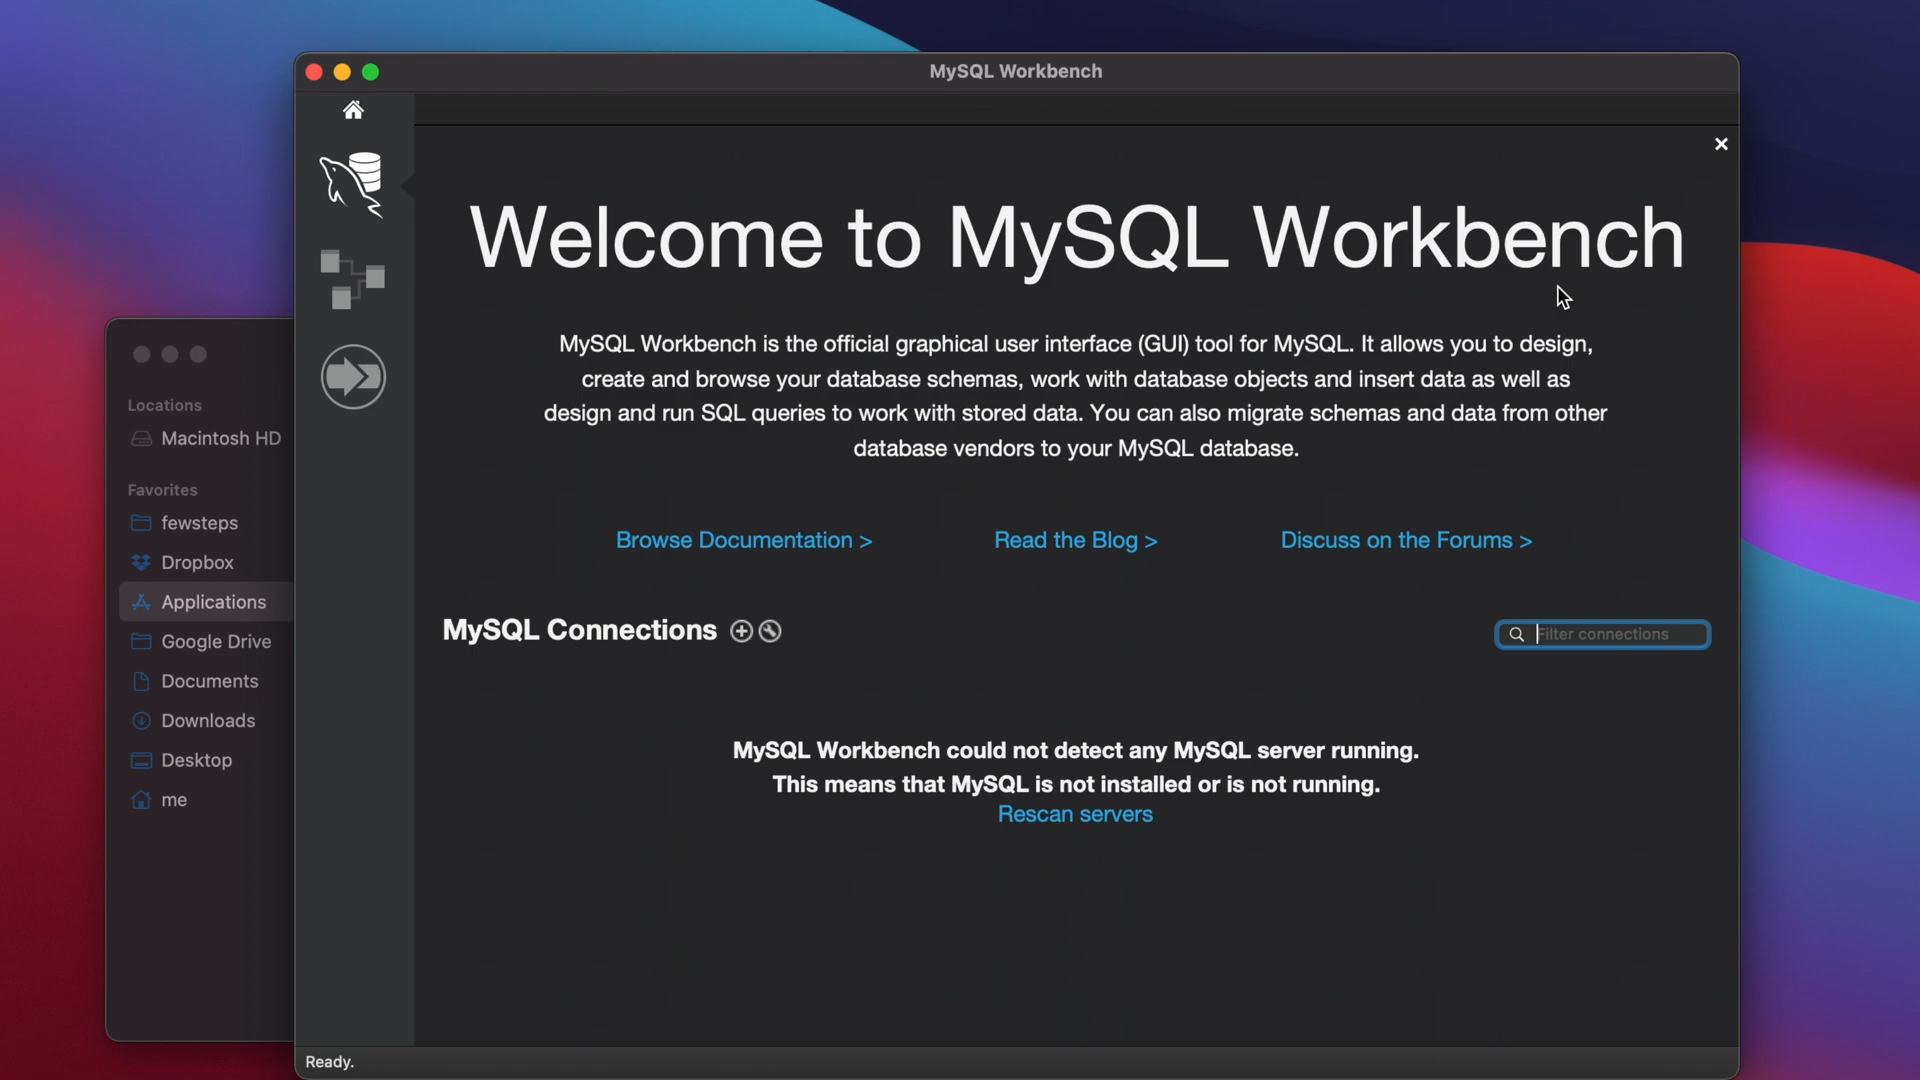 MySQL Workbench
Welcome to MySQL Workbench
MySQL Workbench is the official graphical user interface (GUI) tool for MySQL. It allows you to design,
create and browse your database schemas, work with database objects and insert data as well as
design and run SQL queries to work with stored data. You can also migrate schemas and data from other
database vendors to your MySQL database.
Browse Documentation >
Read the Blog >
Discuss on the Forums >
MySQL Connections
Filter connections
MySQL Workbench could not detect any MySQL server running.
This means that MySQL is not installed or is not running.
Rescan servers
Ready.
Locations
Macintosh HD
Favorites
fewsteps
Dropbox
Applications
Google Drive
Documents
Downloads
Desktop
me